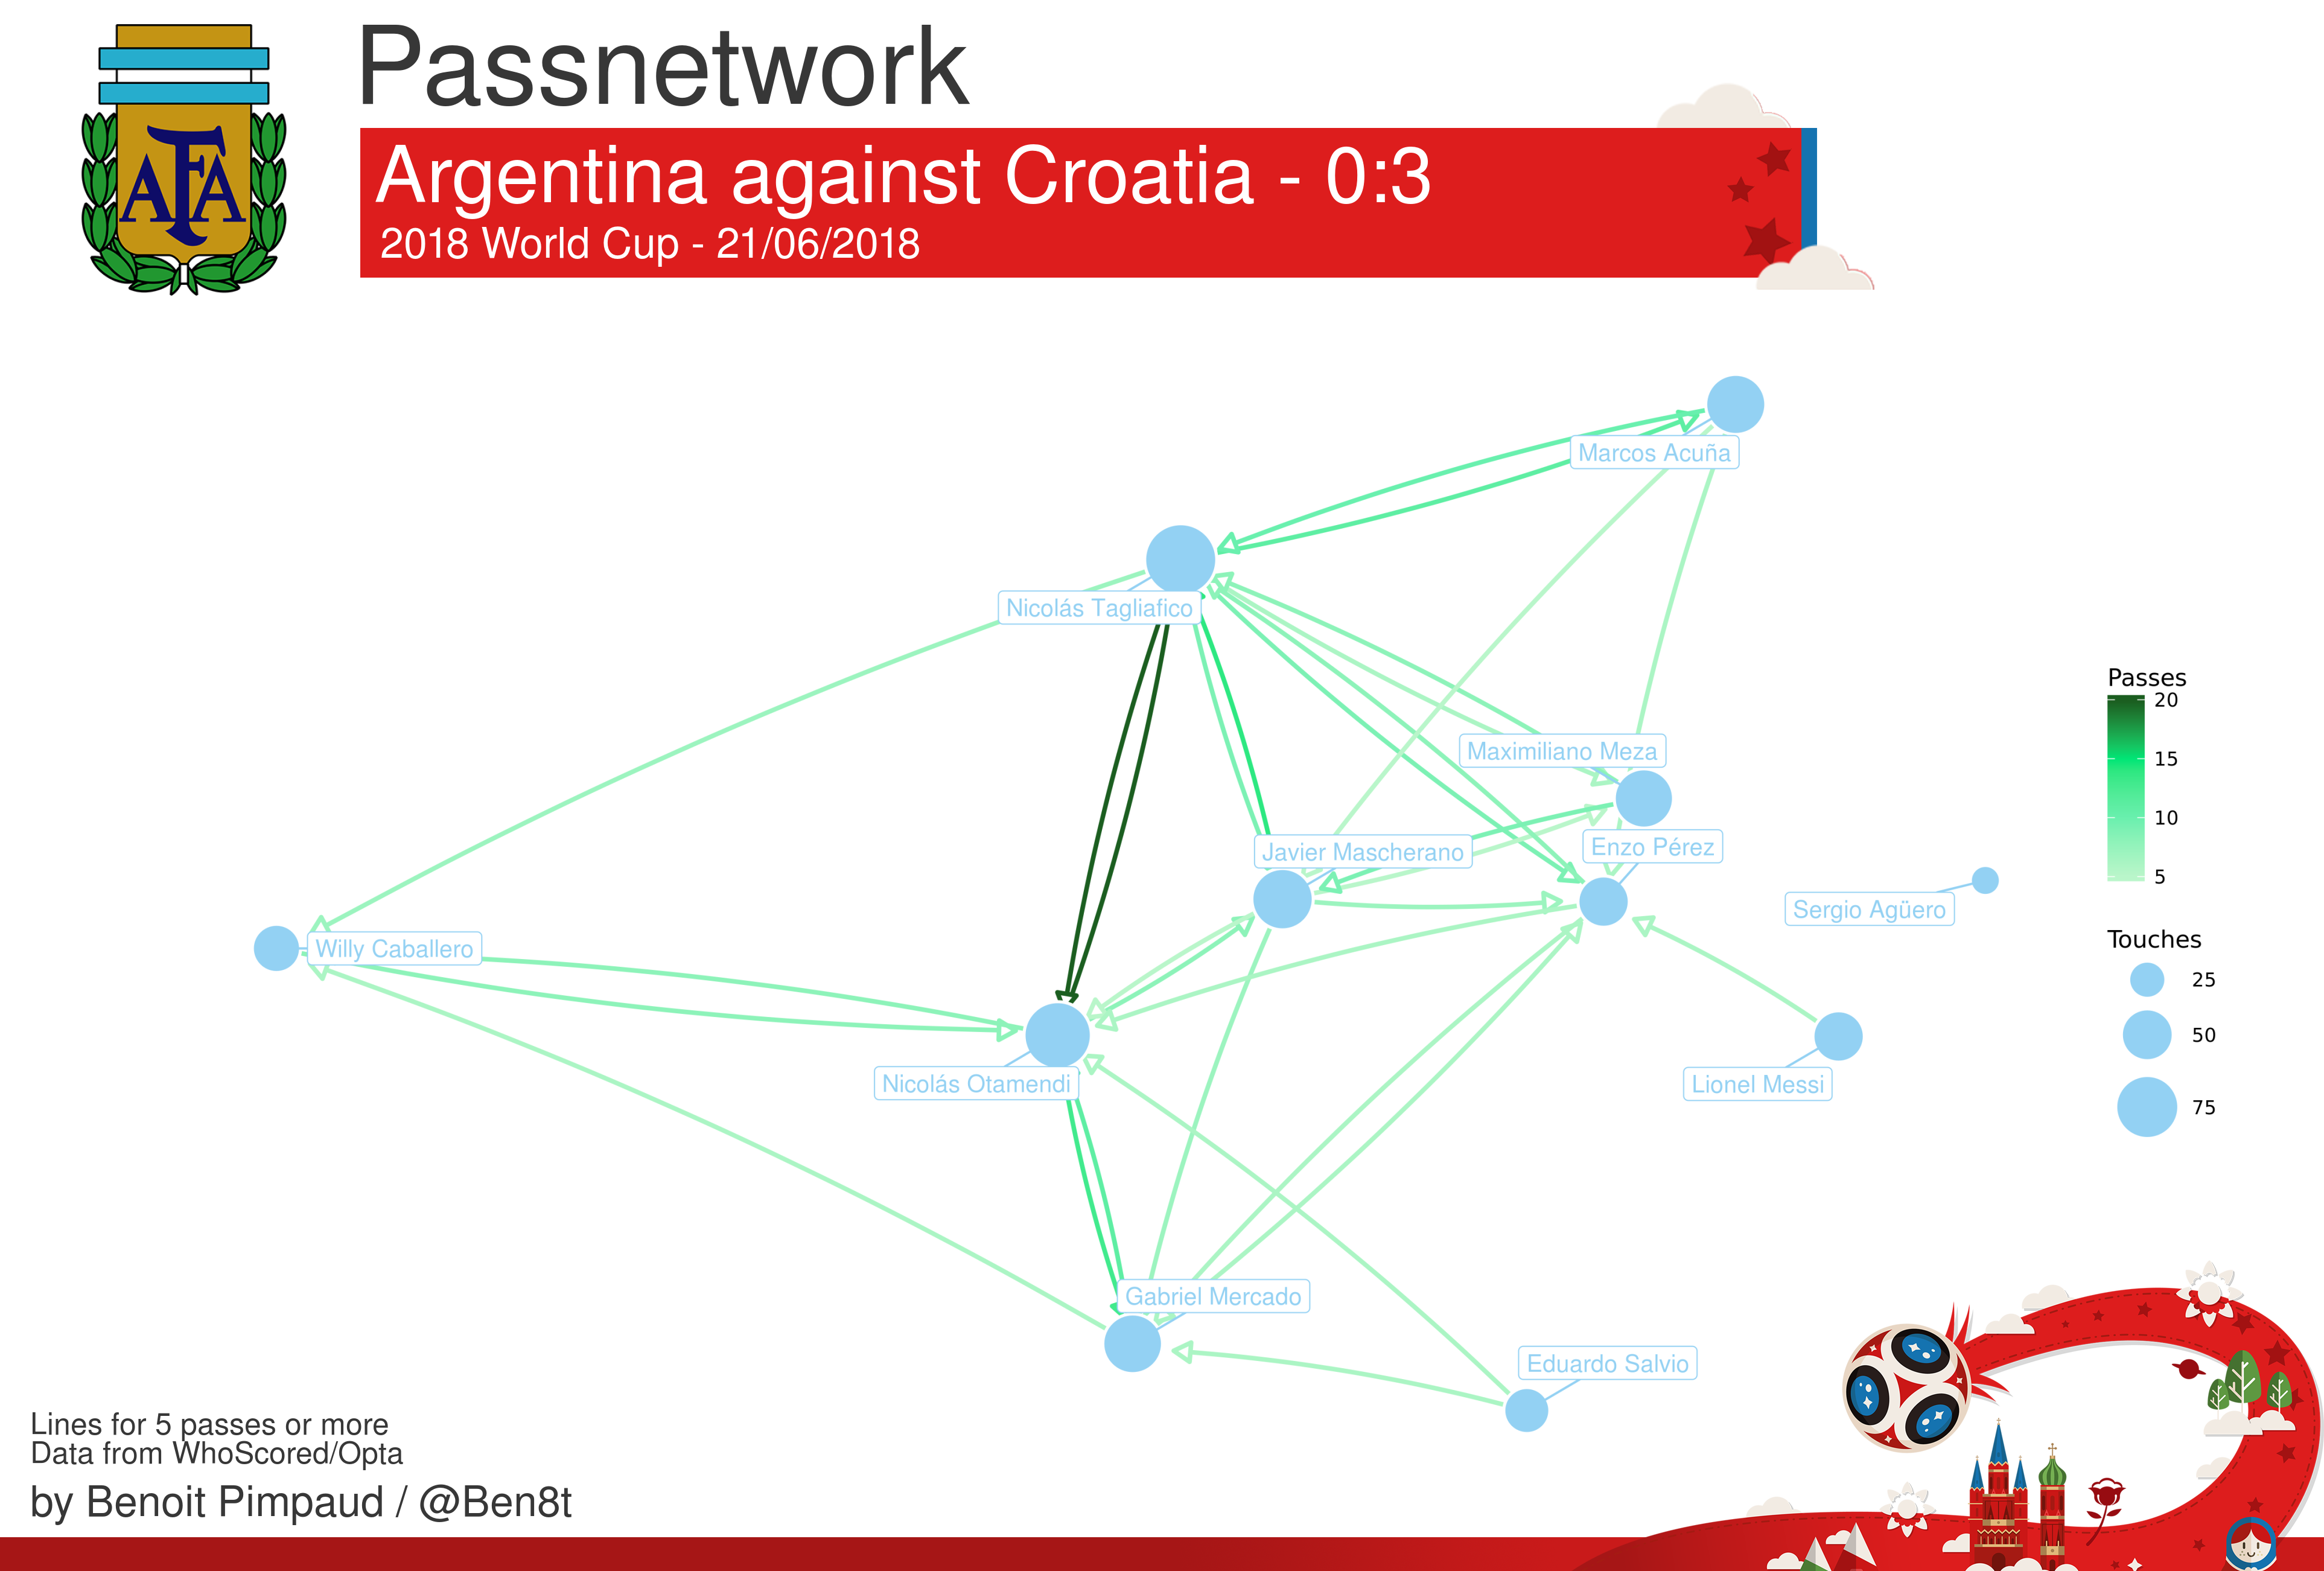 AFA
Passnetwork
Argentina against Croatia - 0:3
2018 World Cup - 21/06/2018
Marcos Acuña
Nicolás Tagliafico
Maximiliano Meza
Javier Mascherano
Enzo Pérez
Sergio Agüero
Willy Caballero
Nicolás Otamendi
Lionel Messi
Gabriel Mercado
Eduardo Salvio
Passes
20
15
10
5
Touches
25
50
75
Lines for 5 passes or more
Data from WhoScored/Opta
by Benoit Pimpaud / @Ben8t